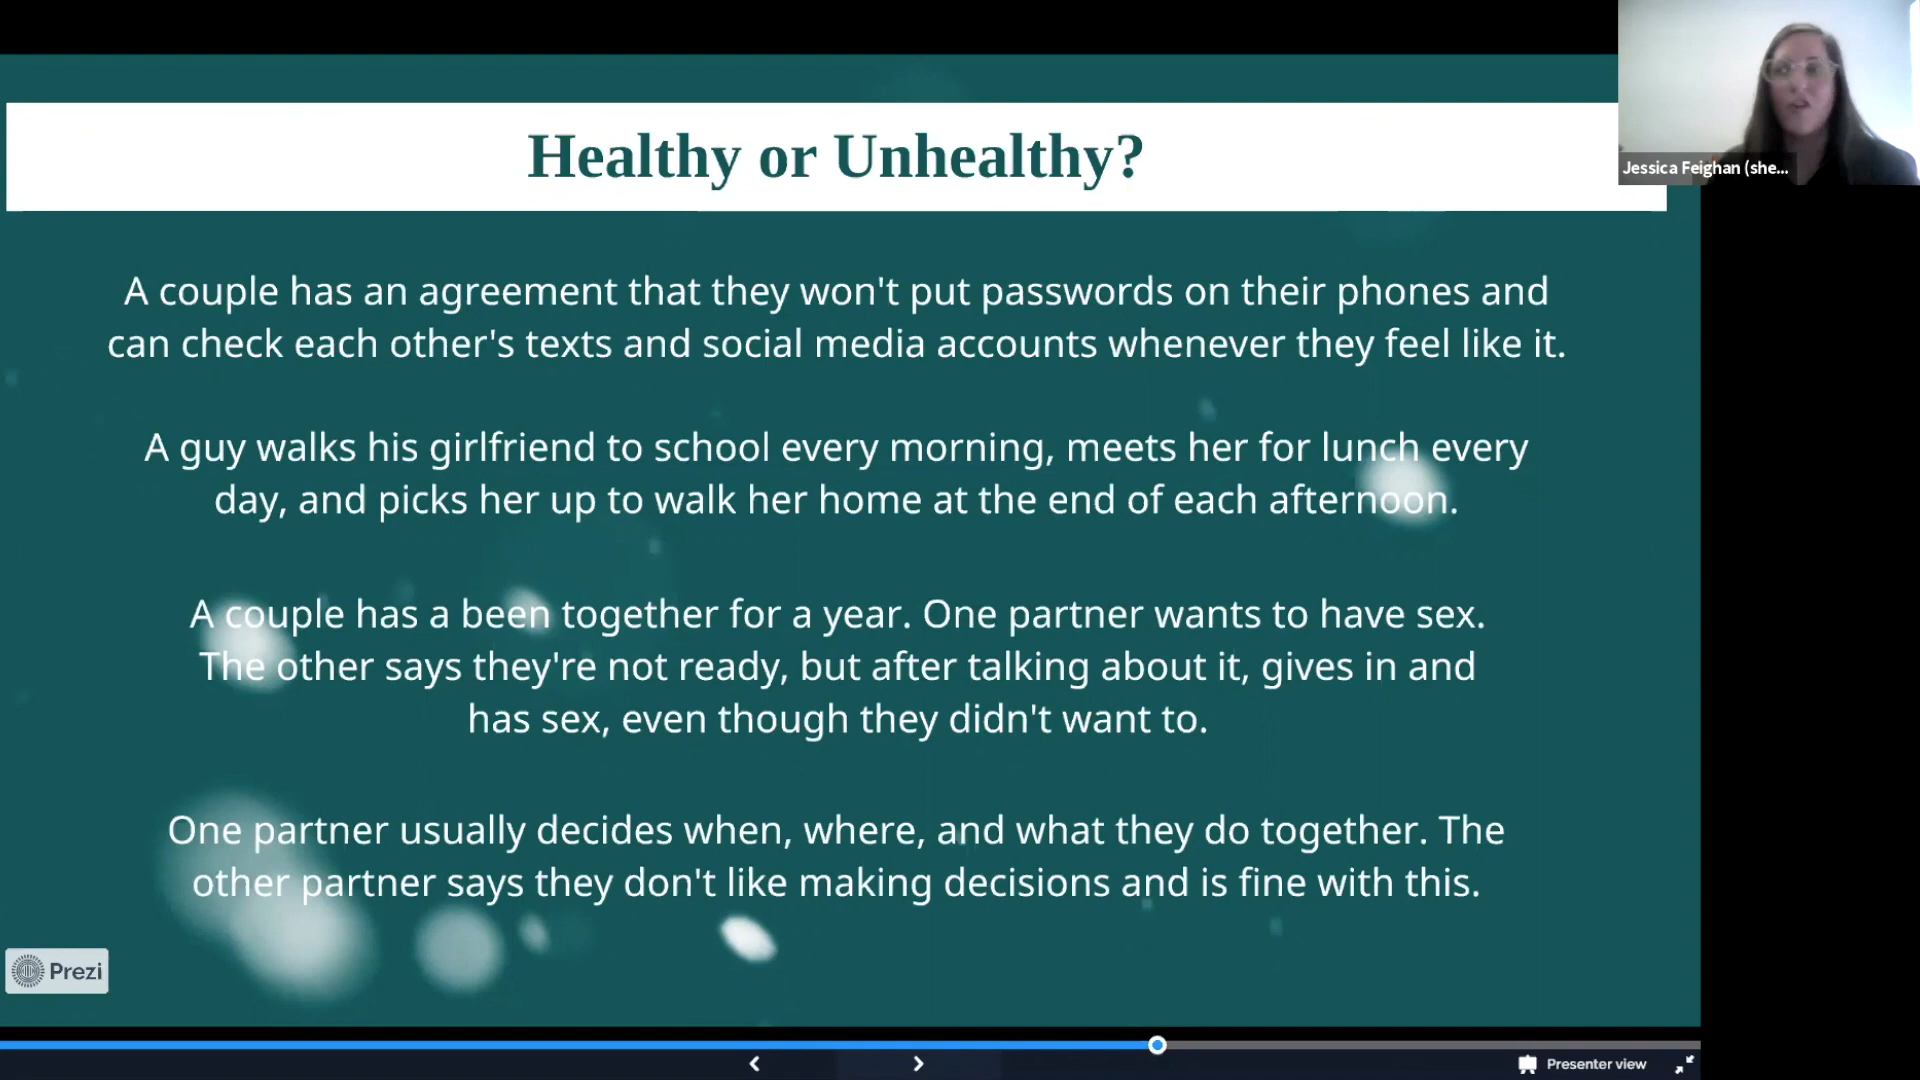 Healthy or Unhealthy?
Jessica Feighan (she...
A couple has an agreement that they won't put passwords on their phones and
can check each other's texts and social media accounts whenever they feel like it.
A guy walks his girlfriend to school every morning, meets her for lunch every
day, and picks her up to walk her home at the end of each afternoon.
A couple has a been together for a year. One partner wants to have sex.
The other says they're not ready, but after talking about it, gives in and
has sex, even though they didn't want to.
One partner usually decides when, where, and what they do together. The
other partner says they don't like making decisions and is fine with this.
Prezi
Presenter view